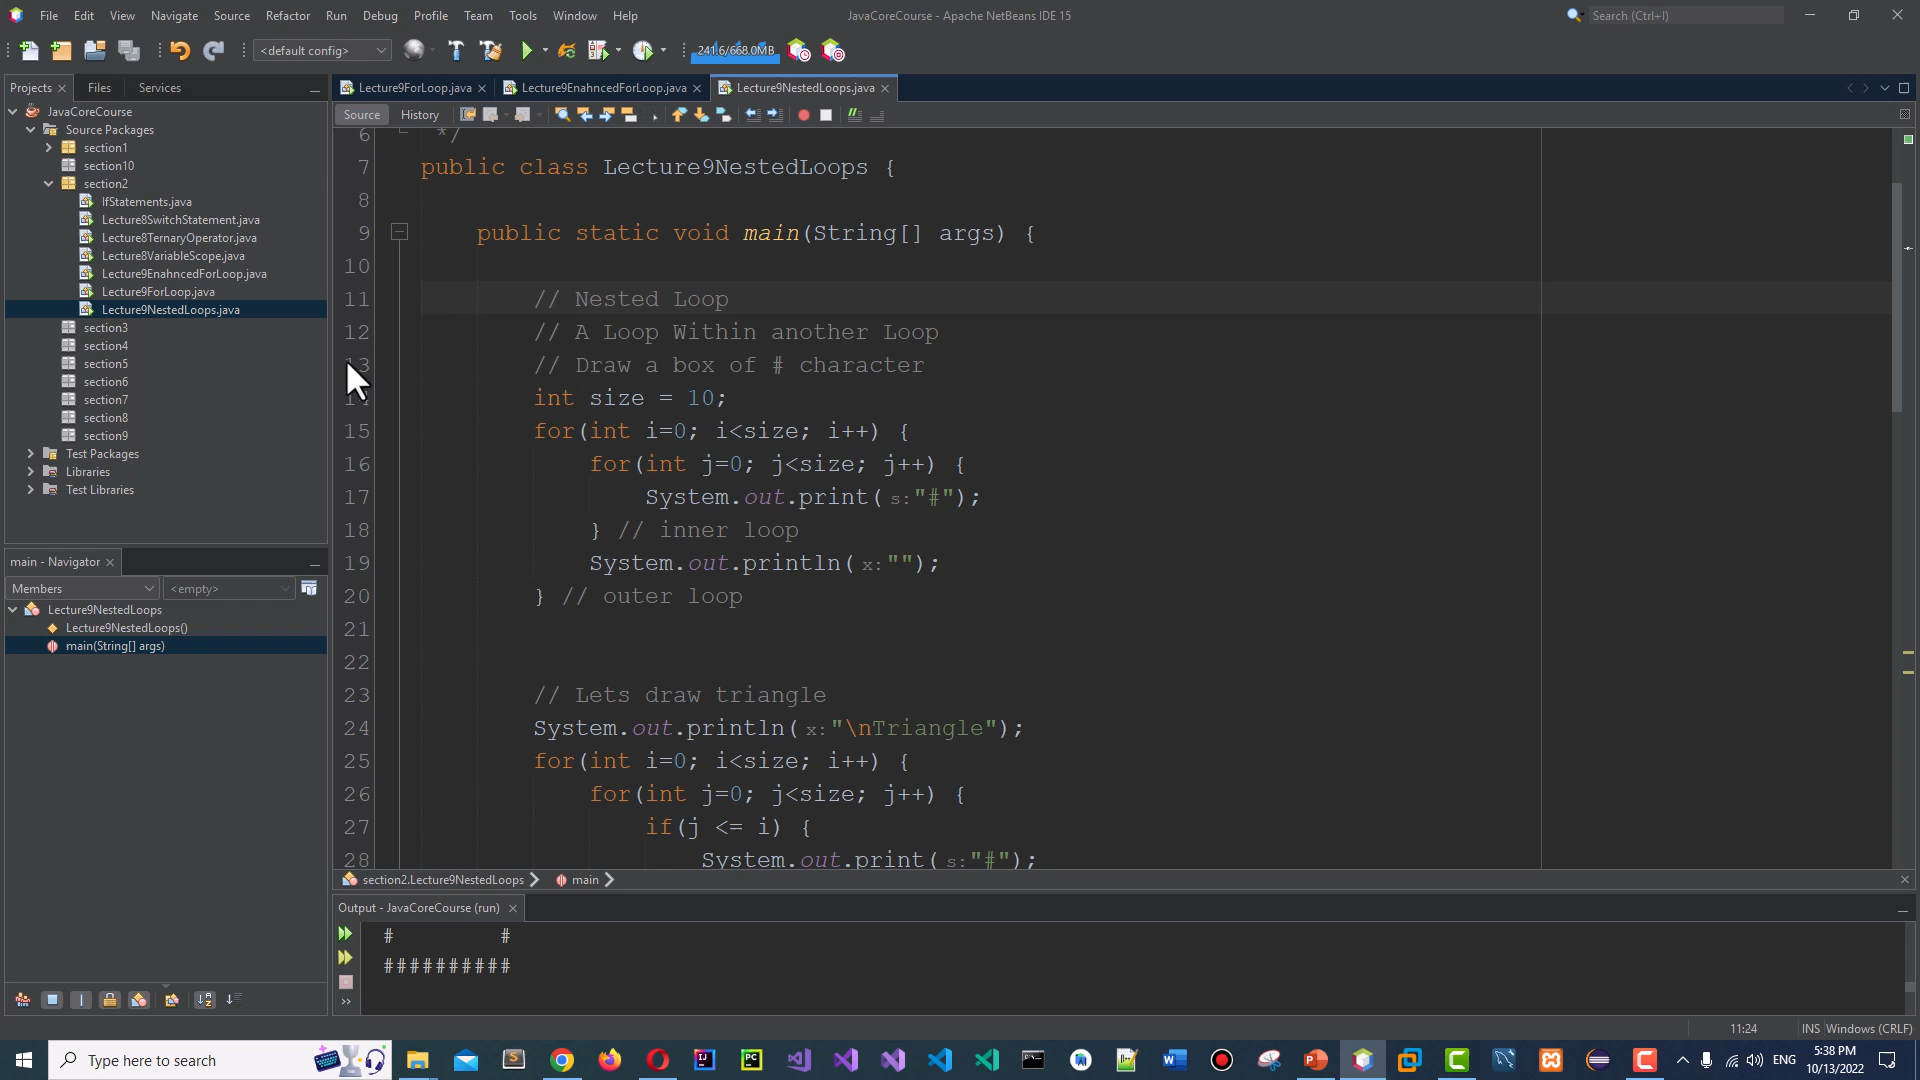 File Edit View Navigate Source Refactor Run Debug Profile Team Tools Window Help
JavaCoreCourse - Apache NetBeans IDE 15
Search (Ctrl+I)
<default config>
241.6/668.0MB
Projects Files Services
Lecture9ForLoop.java Lecture9EnahncedForLoop.java Lecture9NestedLoops.java
Source History
JavaCoreCourse
Source Packages
section1
section10
section2
IfStatements.java
Lecture8SwitchStatement.java
Lecture8TernaryOperator.java
Lecture8VariableScope.java
Lecture9EnahncedForLoop.java
Lecture9ForLoop.java
Lecture9NestedLoops.java
section3
section4
section5
section6
section7
section8
section9
Test Packages
Libraries
Test Libraries
main - Navigator
Members <empty>
Lecture9NestedLoops
Lecture9NestedLoops()
main(String[] args)
6 */
7 public class Lecture9NestedLoops {
8
9 public static void main(String[] args) {
10
11 // Nested Loop
12 // A Loop Within another Loop
13 // Draw a box of # character
14 int size = 10;
15 for(int i=0; i<size; i++) {
16 for(int j=0; j<size; j++) {
17 System.out.print( s:"#");
18 } // inner loop
19 System.out.println( x:"");
20 } // outer loop
21
22
23 // Lets draw triangle
24 System.out.println( x:"\nTriangle");
25 for(int i=0; i<size; i++) {
26 for(int j=0; j<size; j++) {
27 if(j <= i) {
28 System.out.print( s:"#");
section2.Lecture9NestedLoops main
Output - JavaCoreCourse (run)
# #
##########
11:24 INS Windows (CRLF)
Type here to search
ENG
5:38 PM
10/13/2022